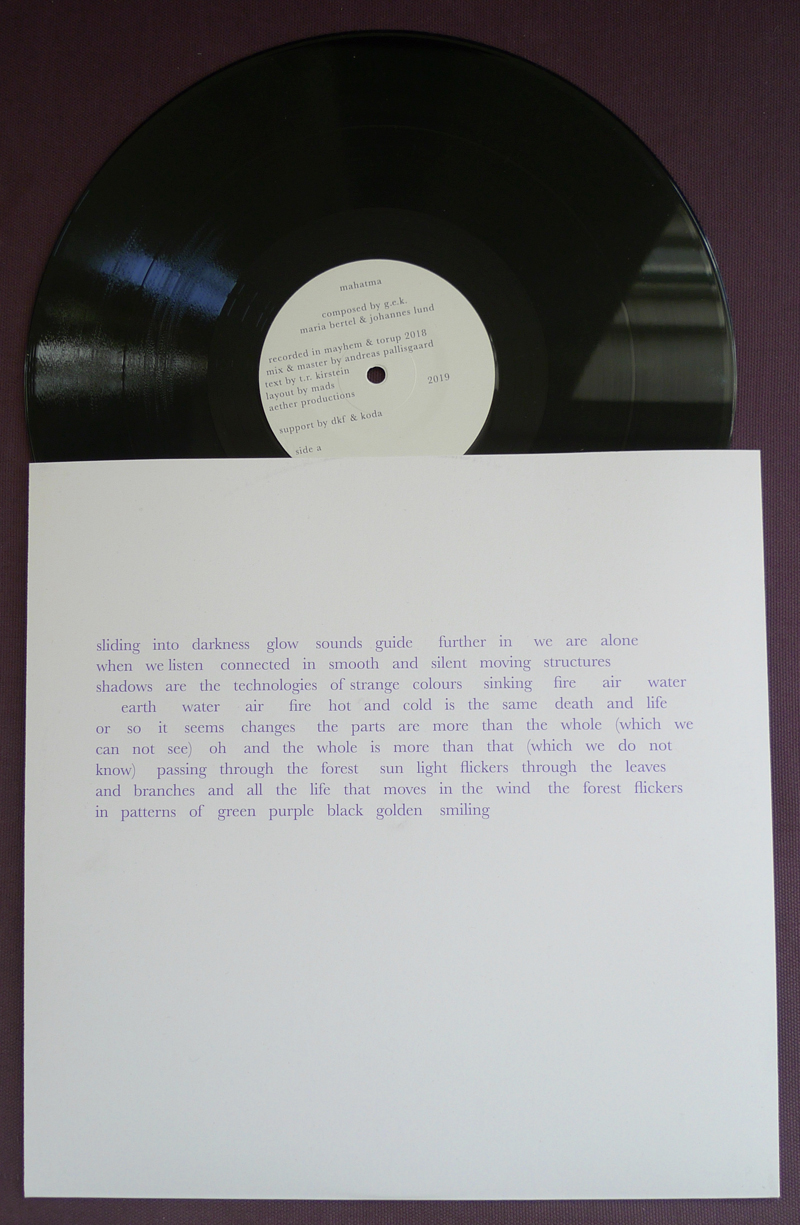 mahatma
composed by g.e.k.
maria bertel & johannes lund
recorded in mayhem & torup 2018
mix & master by andreas pallisgaard
text by t.r. kirstein
layout by mads
aether productions
2019
support by dkf & koda
side a
sliding into darkness glow sounds guide further in we are alone
when we listen connected in smooth and silent moving structures
shadows are the technologies of strange colours sinking fire air water
earth water air fire hot and cold is the same death and life
or so it seems changes the parts are more than the whole (which we
can not see) oh and the whole is more than that (which we do not
know) passing through the forest sun light flickers through the leaves
and branches and all the life that moves in the wind the forest flickers
in patterns of green purple black golden smiling